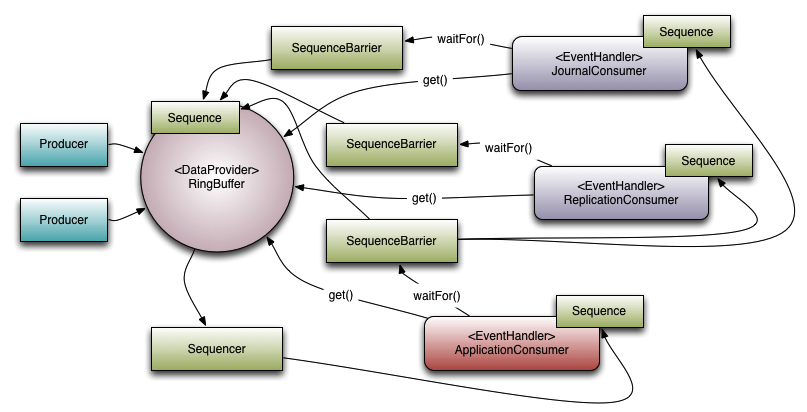 Sequence
SequenceBarrier
waitFor()
<EventHandler>
JournalConsumer
get()
Sequence
Producer
SequenceBarrier
waitFor()
Sequence
<DataProvider>
RingBuffer
<EventHandler>
ReplicationConsumer
get()
Producer
SequenceBarrier
get()
waitFor()
Sequence
<EventHandler>
ApplicationConsumer
Sequencer